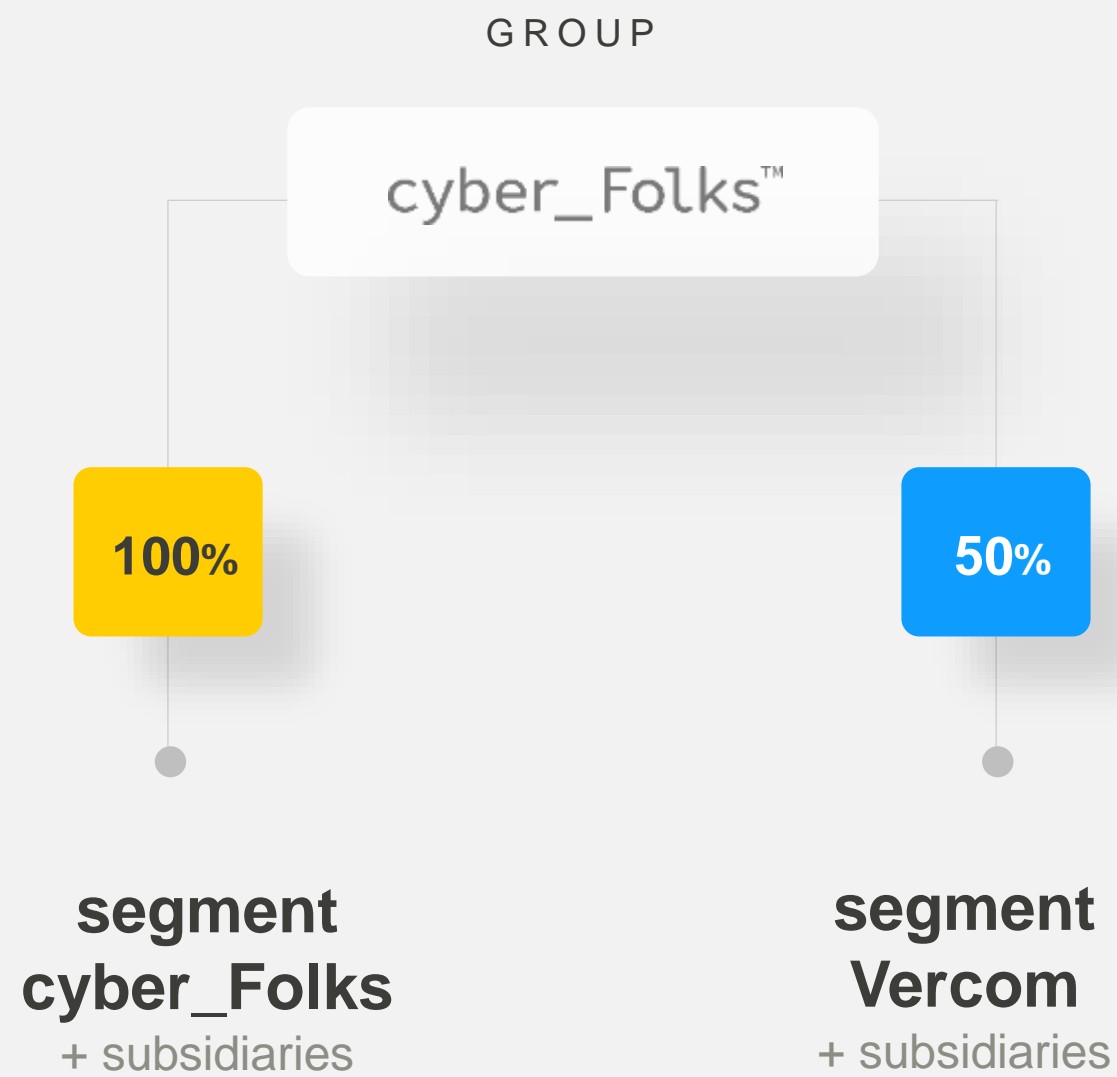 GROUP
cyber_Folks™
100%
50%
segment
cyber_Folks
+ subsidiaries
segment
Vercom
+ subsidiaries